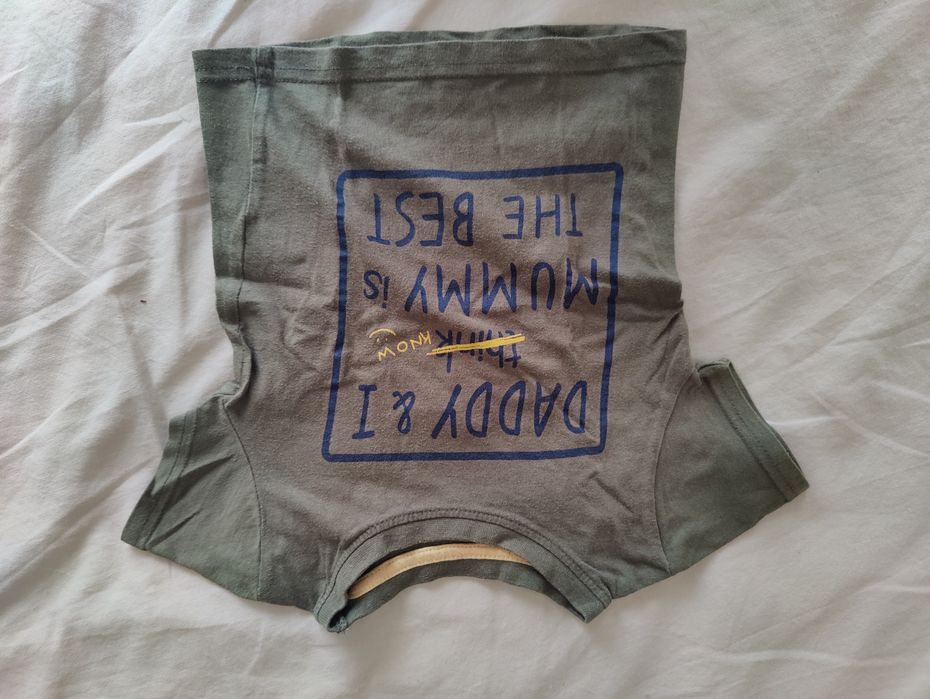 DADDY & I
think KNOW
MUMMY is
THE BEST